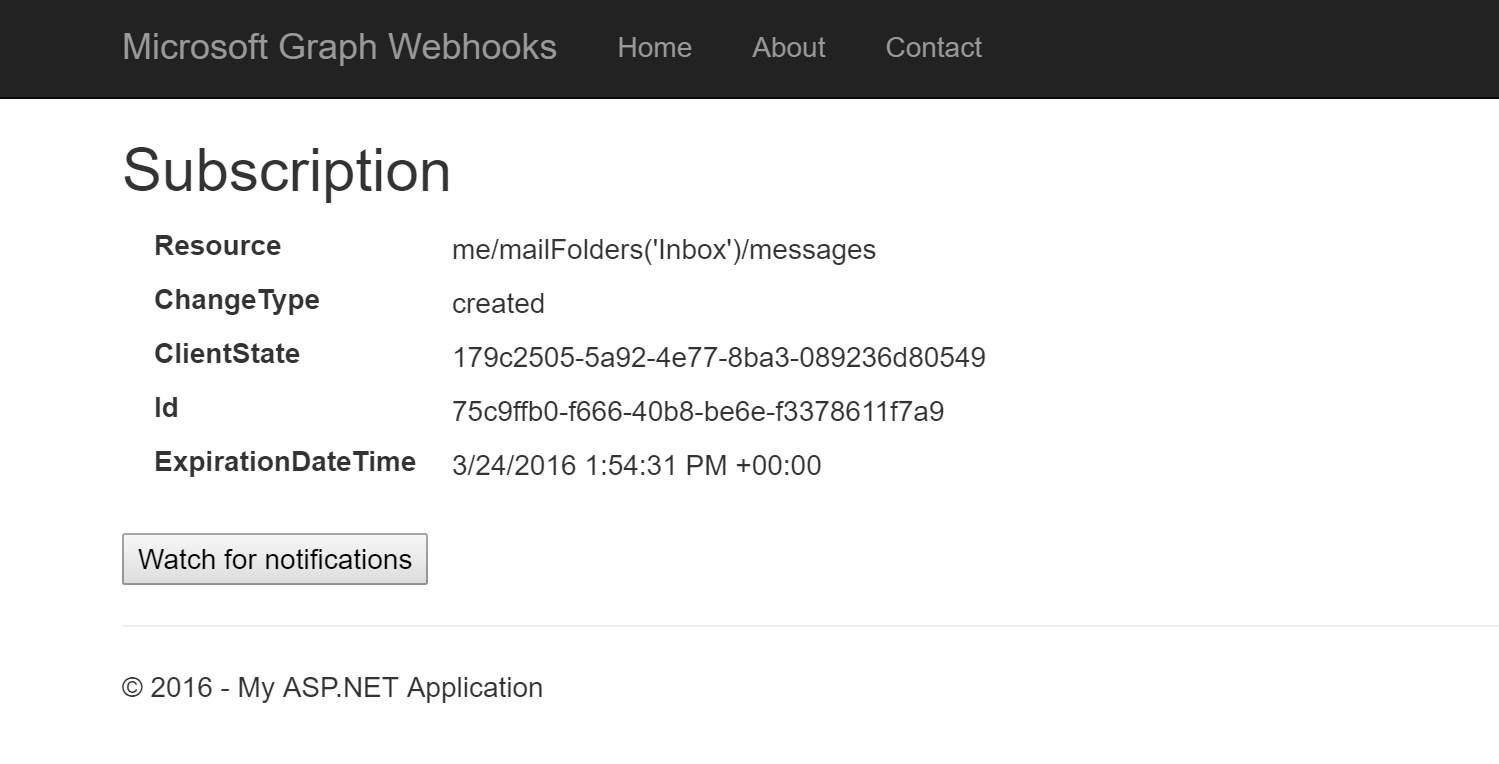 Microsoft Graph Webhooks Home About Contact
Subscription
Resource me/mailFolders('Inbox')/messages
ChangeType created
ClientState 179c2505-5a92-4e77-8ba3-089236d80549
Id 75c9ffb0-f666-40b8-be6e-f3378611f7a9
ExpirationDateTime 3/24/2016 1:54:31 PM +00:00
Watch for notifications
© 2016 - My ASP.NET Application